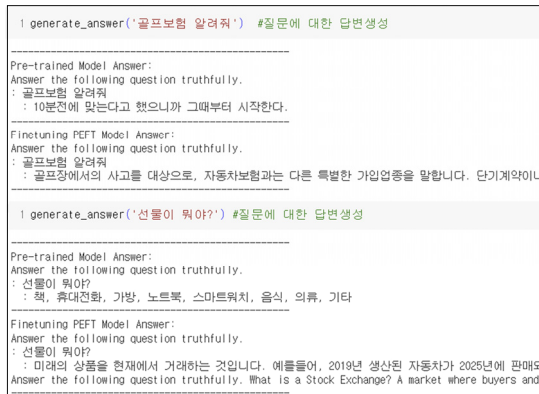 1 generate_answer('골프보험 알려줘') #질문에 대한 답변생성
------------------------------------------------
Pre-trained Model Answer:
Answer the following question truthfully.
: 골프보험 알려줘
: 10분전에 맞는다고 했으니까 그때부터 시작한다.
------------------------------------------------
Finetuning PEFT Model Answer:
Answer the following question truthfully.
: 골프보험 알려줘
: 골프장에서의 사고를 대상으로, 자동차보험과는 다른 특별한 가입업종을 말합니다. 단기계약이나
------------------------------------------------
1 generate_answer('선물이 뭐야?') #질문에 대한 답변생성
------------------------------------------------
Pre-trained Model Answer:
Answer the following question truthfully.
: 선물이 뭐야?
: 책, 휴대전화, 가방, 노트북, 스마트워치, 음식, 의류, 기타
------------------------------------------------
Finetuning PEFT Model Answer:
Answer the following question truthfully.
: 선물이 뭐야?
: 미래의 상품을 현재에서 거래하는 것입니다. 예를들어, 2019년 생산된 자동차가 2025년에
Answer the following question truthfully. What is a Stock Exchange? A market where buyers and
------------------------------------------------